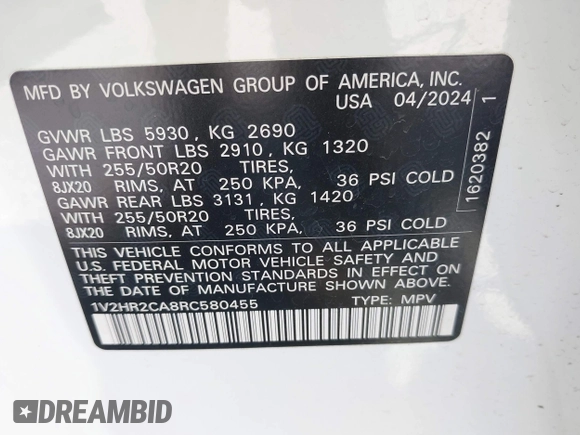 MFD BY VOLKSWAGEN GROUP OF AMERICA, INC.
USA 04/2024
GVWR LBS 5930, KG 2690
GAWR FRONT LBS 2910, KG 1320
WITH 255/50R20 TIRES,
8JX20 RIMS, AT 250 KPA, 36 PSI COLD
GAWR REAR LBS 3131, KG 1420
WITH 255/50R20 TIRES,
8JX20 RIMS, AT 250 KPA, 36 PSI COLD
THIS VEHICLE CONFORMS TO ALL APPLICABLE
U.S. FEDERAL MOTOR VEHICLE SAFETY AND
THEFT PREVENTION STANDARDS IN EFFECT ON
THE DATE OF MANUFACTURE SHOWN ABOVE.
1V2HR2CA8RC580455 TYPE: MPV
1620382 1
DREAMBID